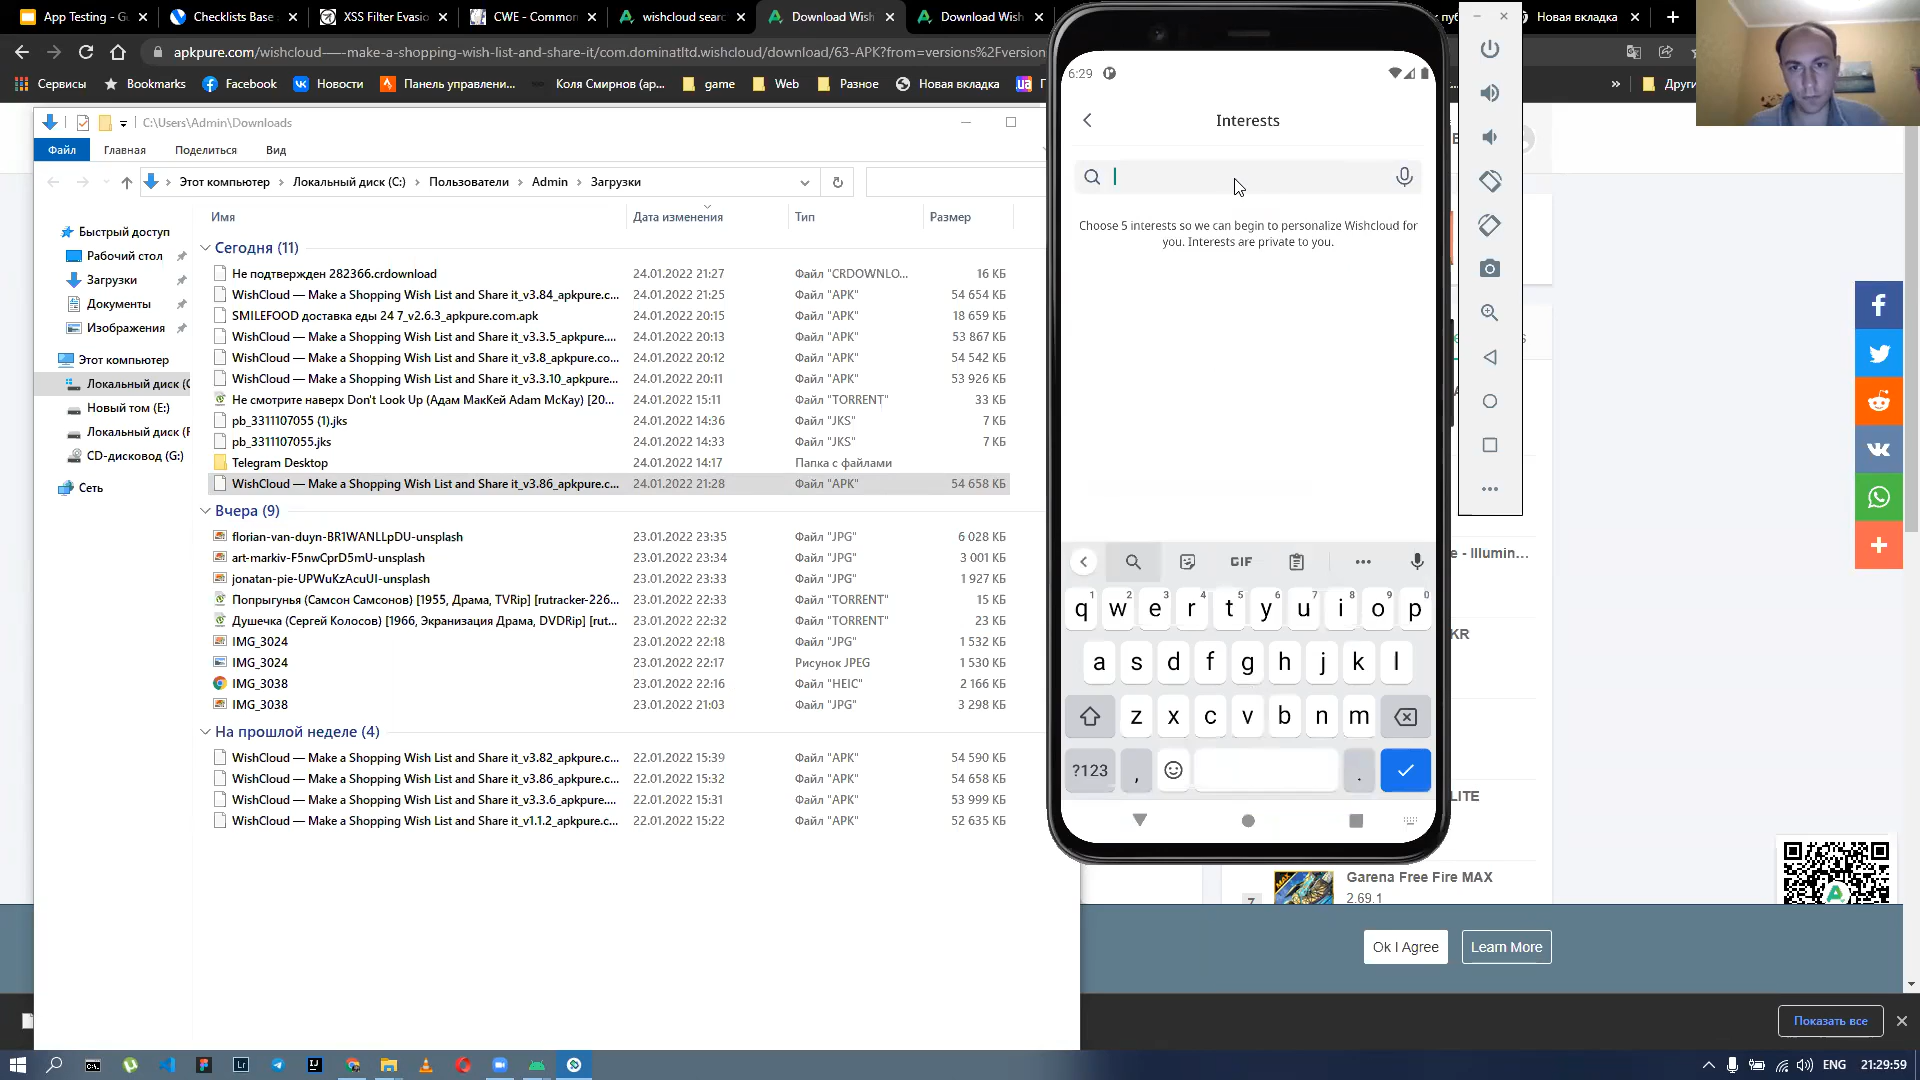 App Testing - G
Checklists Base
XSS Filter Evasio
CWE - Common
wishcloud sear
Download Wish
Download Wish
Новая вкладка
apkpure.com/wishcloud-—-make-a-shopping-wish-list-and-share-it/com.dominatltd.wishcloud/download/63-APK?from=versions%2Fversion
Сервисы
Bookmarks
Facebook
Новости
Панель управлени...
Коля Смирнов (ар...
game
Web
Разное
Новая вкладка
»
C:\Users\Admin\Downloads
Файл
Главная
Поделиться
Вид
Этот компьютер > Локальный диск (C:) > Пользователи > Admin > Загрузки
Имя
Дата изменения
Тип
Размер
Быстрый доступ
Рабочий стол
Загрузки
Документы
Изображения
Этот компьютер
Локальный диск (C
Новый том (E:)
Локальный диск (F
CD-дисковод (G:)
Сеть
Сегодня (11)
Не подтвержден 282366.crdownload 24.01.2022 21:27 Файл "CRDOWNLO... 16 КБ
WishCloud — Make a Shopping Wish List and Share it_v3.84_apkpure.c... 24.01.2022 21:25 Файл "APK" 54 654 КБ
SMILEFOOD доставка еды 24 7_v2.6.3_apkpure.com.apk 24.01.2022 20:15 Файл "APK" 18 659 КБ
WishCloud — Make a Shopping Wish List and Share it_v3.3.5_apkpure.... 24.01.2022 20:13 Файл "APK" 53 867 КБ
WishCloud — Make a Shopping Wish List and Share it_v3.8_apkpure.co... 24.01.2022 20:12 Файл "APK" 54 542 КБ
WishCloud — Make a Shopping Wish List and Share it_v3.3.10_apkpure... 24.01.2022 20:11 Файл "APK" 53 926 КБ
Не смотрите наверх Don't Look Up (Адам МакКей Adam McKay) [20... 24.01.2022 15:11 Файл "TORRENT" 33 КБ
pb_3311107055 (1).jks 24.01.2022 14:36 Файл "JKS" 7 КБ
pb_3311107055.jks 24.01.2022 14:33 Файл "JKS" 7 КБ
Telegram Desktop 24.01.2022 14:17 Папка с файлами
WishCloud — Make a Shopping Wish List and Share it_v3.86_apkpure.c... 24.01.2022 21:28 Файл "APK" 54 658 КБ
Вчера (9)
florian-van-duyn-BR1WANLLpDU-unsplash 23.01.2022 23:35 Файл "JPG" 6 028 КБ
art-markiv-F5nwCprD5mU-unsplash 23.01.2022 23:34 Файл "JPG" 3 001 КБ
jonatan-pie-UPWuKzAcuUI-unsplash 23.01.2022 23:33 Файл "JPG" 1 927 КБ
Попрыгунья (Самсон Самсонов) [1955, Драма, TVRip] [rutracker-226... 23.01.2022 22:33 Файл "TORRENT" 15 КБ
Душечка (Сергей Колосов) [1966, Экранизация Драма, DVDRip] [rut... 23.01.2022 22:32 Файл "TORRENT" 23 КБ
IMG_3024 23.01.2022 22:18 Файл "JPG" 1 532 КБ
IMG_3024 23.01.2022 22:17 Рисунок JPEG 1 530 КБ
IMG_3038 23.01.2022 22:16 Файл "HEIC" 2 166 КБ
IMG_3038 23.01.2022 21:03 Файл "JPG" 3 298 КБ
На прошлой неделе (4)
WishCloud — Make a Shopping Wish List and Share it_v3.82_apkpure.c... 22.01.2022 15:39 Файл "APK" 54 590 КБ
WishCloud — Make a Shopping Wish List and Share it_v3.86_apkpure.c... 22.01.2022 15:32 Файл "APK" 54 658 КБ
WishCloud — Make a Shopping Wish List and Share it_v3.3.6_apkpure.... 22.01.2022 15:31 Файл "APK" 53 999 КБ
WishCloud — Make a Shopping Wish List and Share it_v1.1.2_apkpure.c... 22.01.2022 15:22 Файл "APK" 52 635 КБ
6:29
Interests
Choose 5 interests so we can begin to personalize Wishcloud for
you. Interests are private to you.
GIF
q1 w2 e3 r4 t5 y6 u7 i8 o9 p0
a s d f g h j k l
z x c v b n m
?123 , .
e - Illumin...
KR
LITE
7
Garena Free Fire MAX
2.69.1
Ok I Agree
Learn More
Показать все
ENG
21:29:59